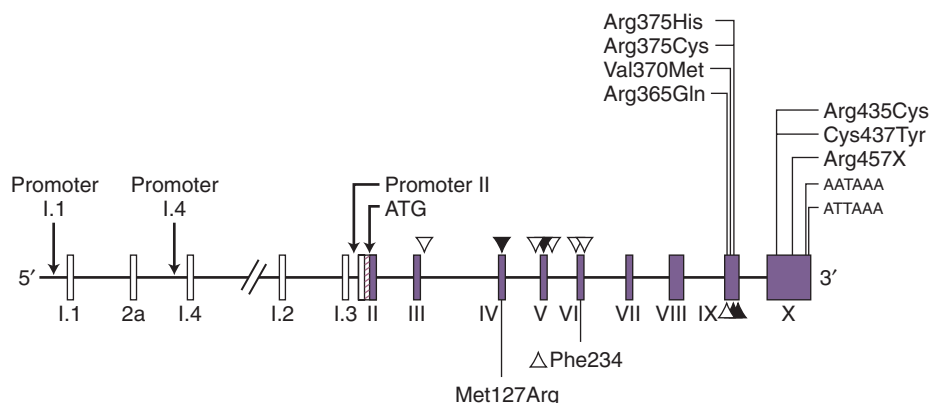 Arg375His
Arg375Cys
Val370Met
Arg365Gln
Arg435Cys
Cys437Tyr
Arg457X
AATAAA
ATTAAA
Promoter I.1
Promoter I.4
Promoter II
ATG
5′
3′
I.1
2a
I.4
I.2
I.3
II
III
IV
V
VI
VII
VIII
IX
X
△Phe234
Met127Arg